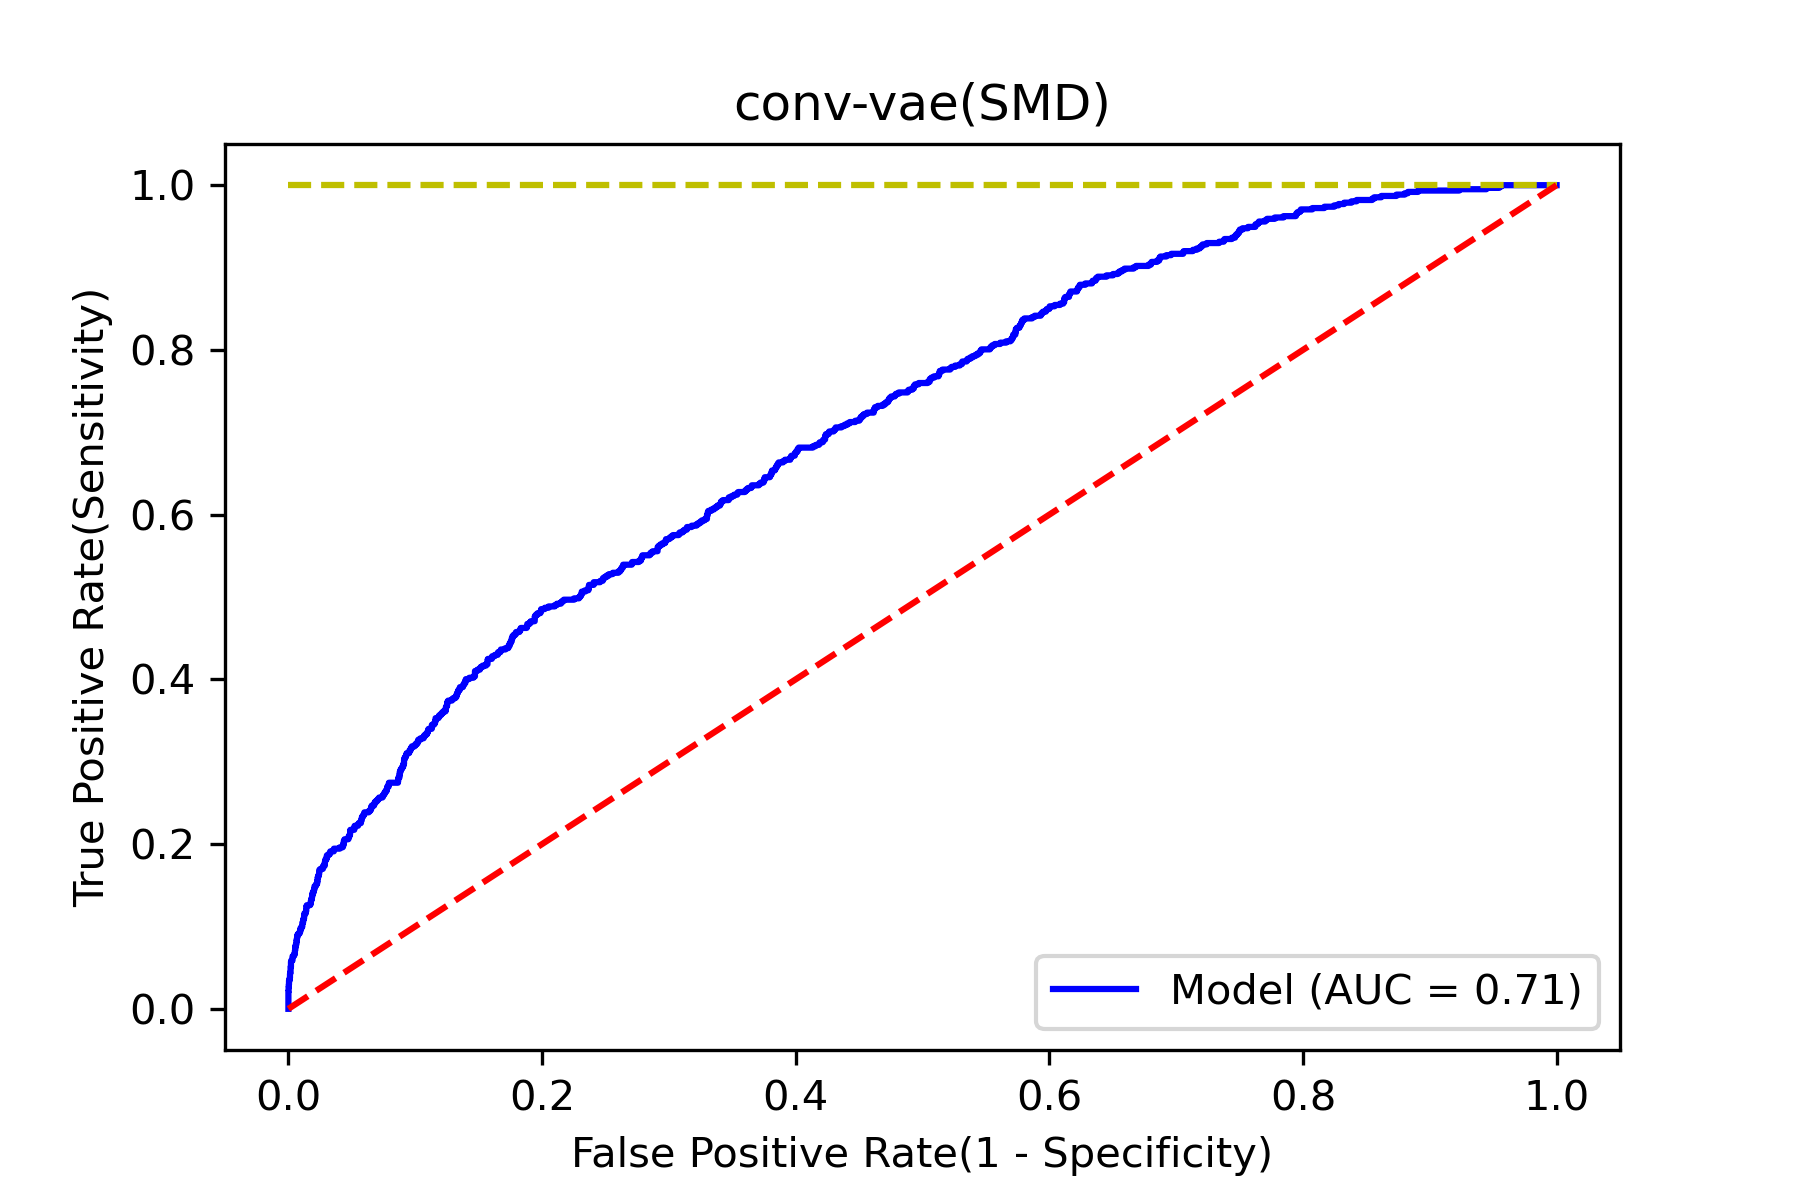 conv-vae(SMD)
1.0
0.8
0.6
0.4
0.2
0.0
True Positive Rate(Sensitivity)
Model (AUC = 0.71)
0.0 0.2 0.4 0.6 0.8 1.0
False Positive Rate(1 - Specificity)